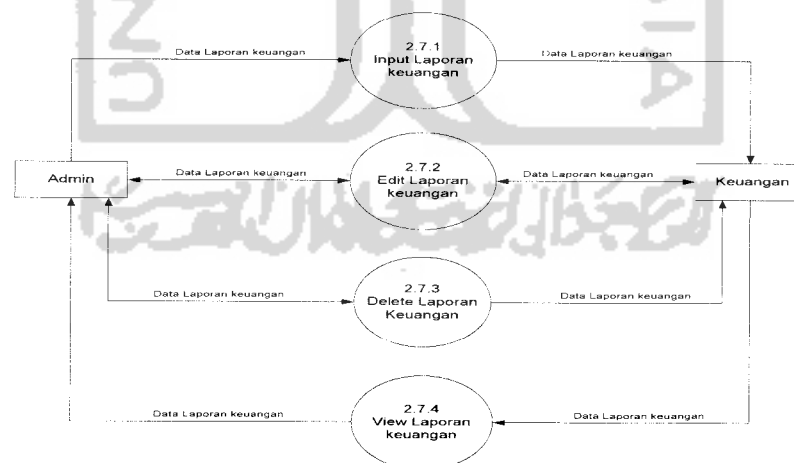 Data Laporan keuangan
2.7.1
Input Laporan
keuangan
Data Laporan keuangan
Admin
Data Laporan keuangan
2.7.2
Edit Laporan
keuangan
Data Laporan keuangan
Keuangan
Data Laporan keuangan
2.7.3
Delete Laporan
Keuangan
Data Laporan keuangan
Data Laporan keuangan
2.7.4
View Laporan
keuangan
Data Laporan keuangan